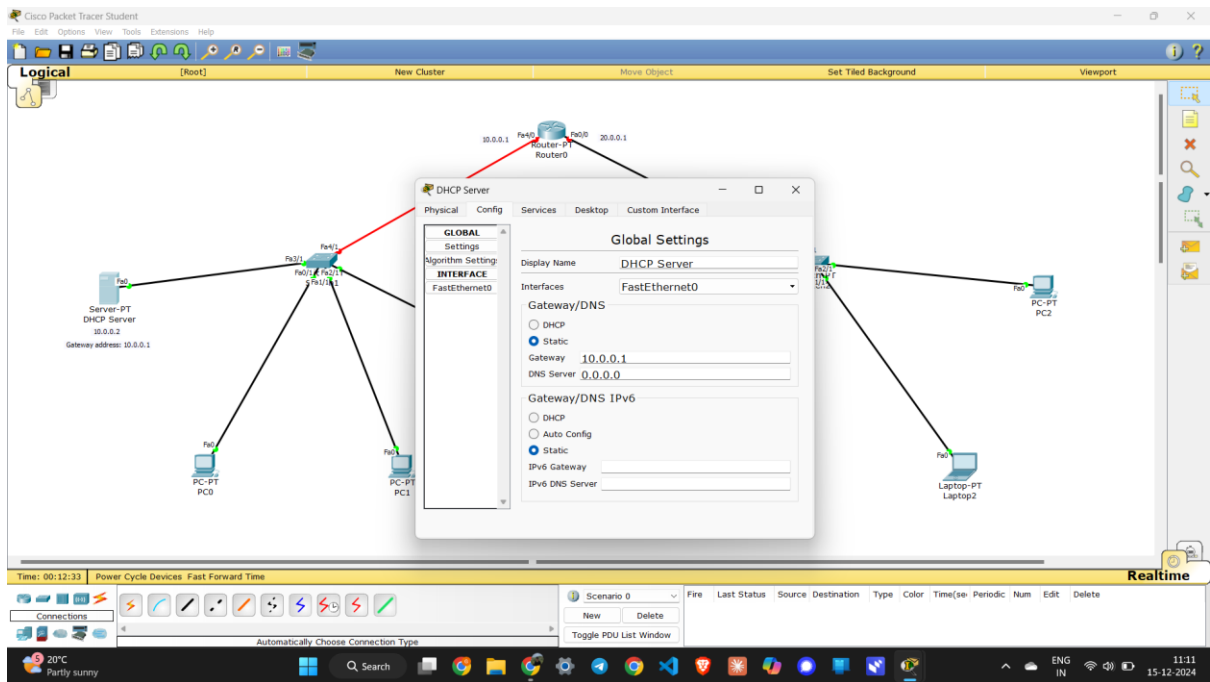 Cisco Packet Tracer Student
File Edit Options View Tools Extensions Help
Logical [Root] New Cluster Move Object Set Tiled Background Viewport
10.0.0.1 Fa4/0 Fa0/0 20.0.0.1
Router-PT
Router0
DHCP Server
Physical Config Services Desktop Custom Interface
GLOBAL
Settings
Algorithm Settings
INTERFACE
FastEthernet0
Global Settings
Display Name DHCP Server
Interfaces FastEthernet0
Gateway/DNS
DHCP
Static
Gateway 10.0.0.1
DNS Server 0.0.0.0
Gateway/DNS IPv6
DHCP
Auto Config
Static
IPv6 Gateway
IPv6 DNS Server
Fa4/1
Fa3/1
Fa0/1 Fa2/1
Fa1/1
Fa0
Server-PT
DHCP Server
10.0.0.2
Gateway address: 10.0.0.1
Fa0
PC-PT
PC0
Fa0
PC-PT
PC1
Fa2/1
Fa0
PC-PT
PC2
Fa0
Laptop-PT
Laptop2
Time: 00:12:33 Power Cycle Devices Fast Forward Time Realtime
Connections
Automatically Choose Connection Type
Scenario 0
New Delete
Toggle PDU List Window
Fire Last Status Source Destination Type Color Time(se Periodic Num Edit Delete
5 20°C
Partly sunny
Search
ENG
IN
11:11
15-12-2024